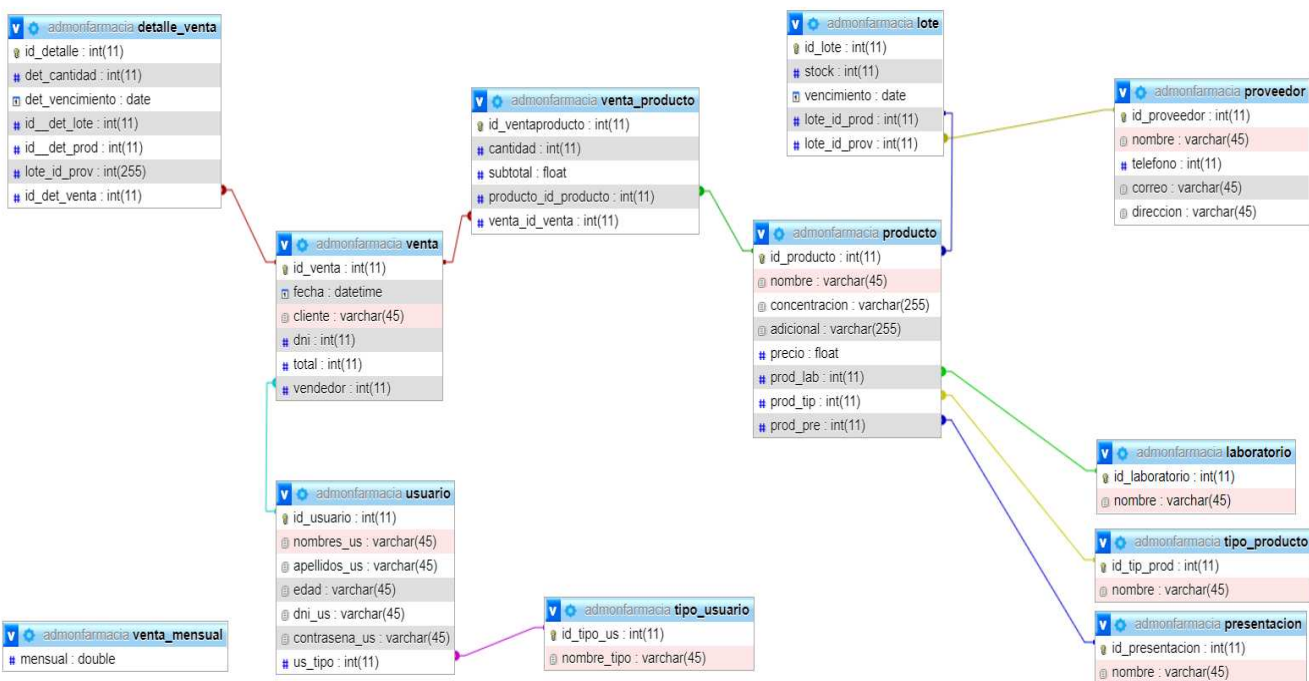 admonfarmacia detalle_venta
id_detalle : int(11)
det_cantidad : int(11)
det_vencimiento : date
id__det_lote : int(11)
id__det_prod : int(11)
lote_id_prov : int(255)
id_det_venta : int(11)
admonfarmacia venta
id_venta : int(11)
fecha : datetime
cliente : varchar(45)
dni : int(11)
total : int(11)
vendedor : int(11)
admonfarmacia venta_producto
id_ventaproducto : int(11)
cantidad : int(11)
subtotal : float
producto_id_producto : int(11)
venta_id_venta : int(11)
admonfarmacia lote
id_lote : int(11)
stock : int(11)
vencimiento : date
lote_id_prod : int(11)
lote_id_prov : int(11)
admonfarmacia proveedor
id_proveedor : int(11)
nombre : varchar(45)
telefono : int(11)
correo : varchar(45)
direccion : varchar(45)
admonfarmacia producto
id_producto : int(11)
nombre : varchar(45)
concentracion : varchar(255)
adicional : varchar(255)
precio : float
prod_lab : int(11)
prod_tip : int(11)
prod_pre : int(11)
admonfarmacia laboratorio
id_laboratorio : int(11)
nombre : varchar(45)
admonfarmacia tipo_producto
id_tip_prod : int(11)
nombre : varchar(45)
admonfarmacia presentacion
id_presentacion : int(11)
nombre : varchar(45)
admonfarmacia usuario
id_usuario : int(11)
nombres_us : varchar(45)
apellidos_us : varchar(45)
edad : varchar(45)
dni_us : varchar(45)
contrasena_us : varchar(45)
us_tipo : int(11)
admonfarmacia tipo_usuario
id_tipo_us : int(11)
nombre_tipo : varchar(45)
admonfarmacia venta_mensual
mensual : double